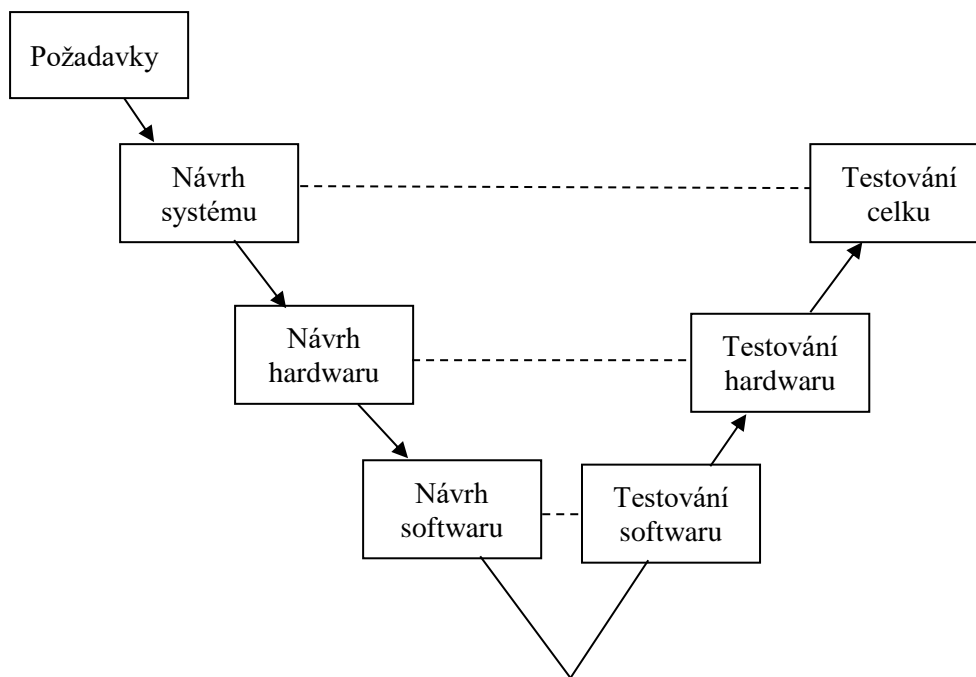 Požadavky
Návrh
systému
Testování
celku
Návrh
hardwaru
Testování
hardwaru
Návrh
softwaru
Testování
softwaru